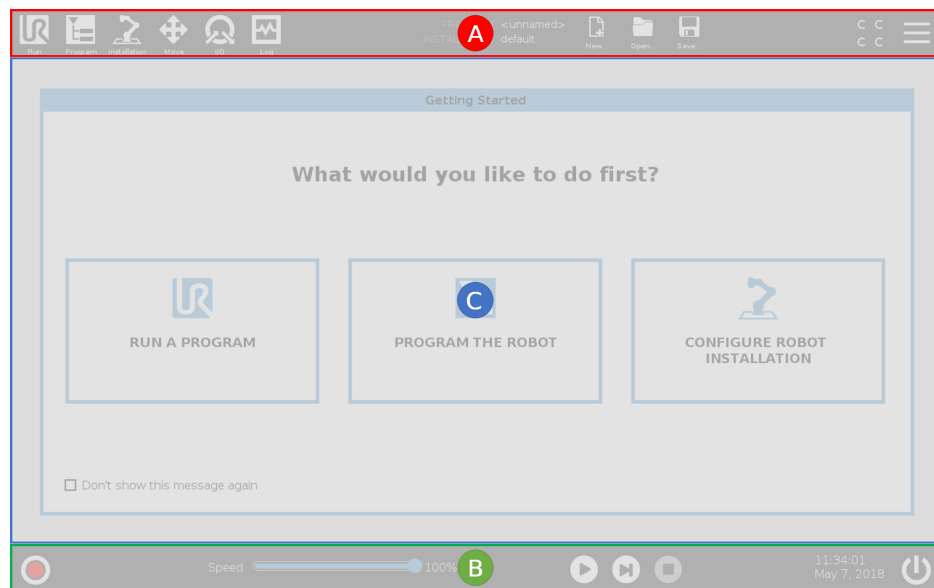 PR A <unnamed>
INSTAL default
Run Program Installation Move I/O Log New... Open... Save...
C C
C C
Getting Started
What would you like to do first?
RUN A PROGRAM
C
PROGRAM THE ROBOT
CONFIGURE ROBOT
INSTALLATION
Don't show this message again
Speed 100% B
11:34:01
May 7, 2018